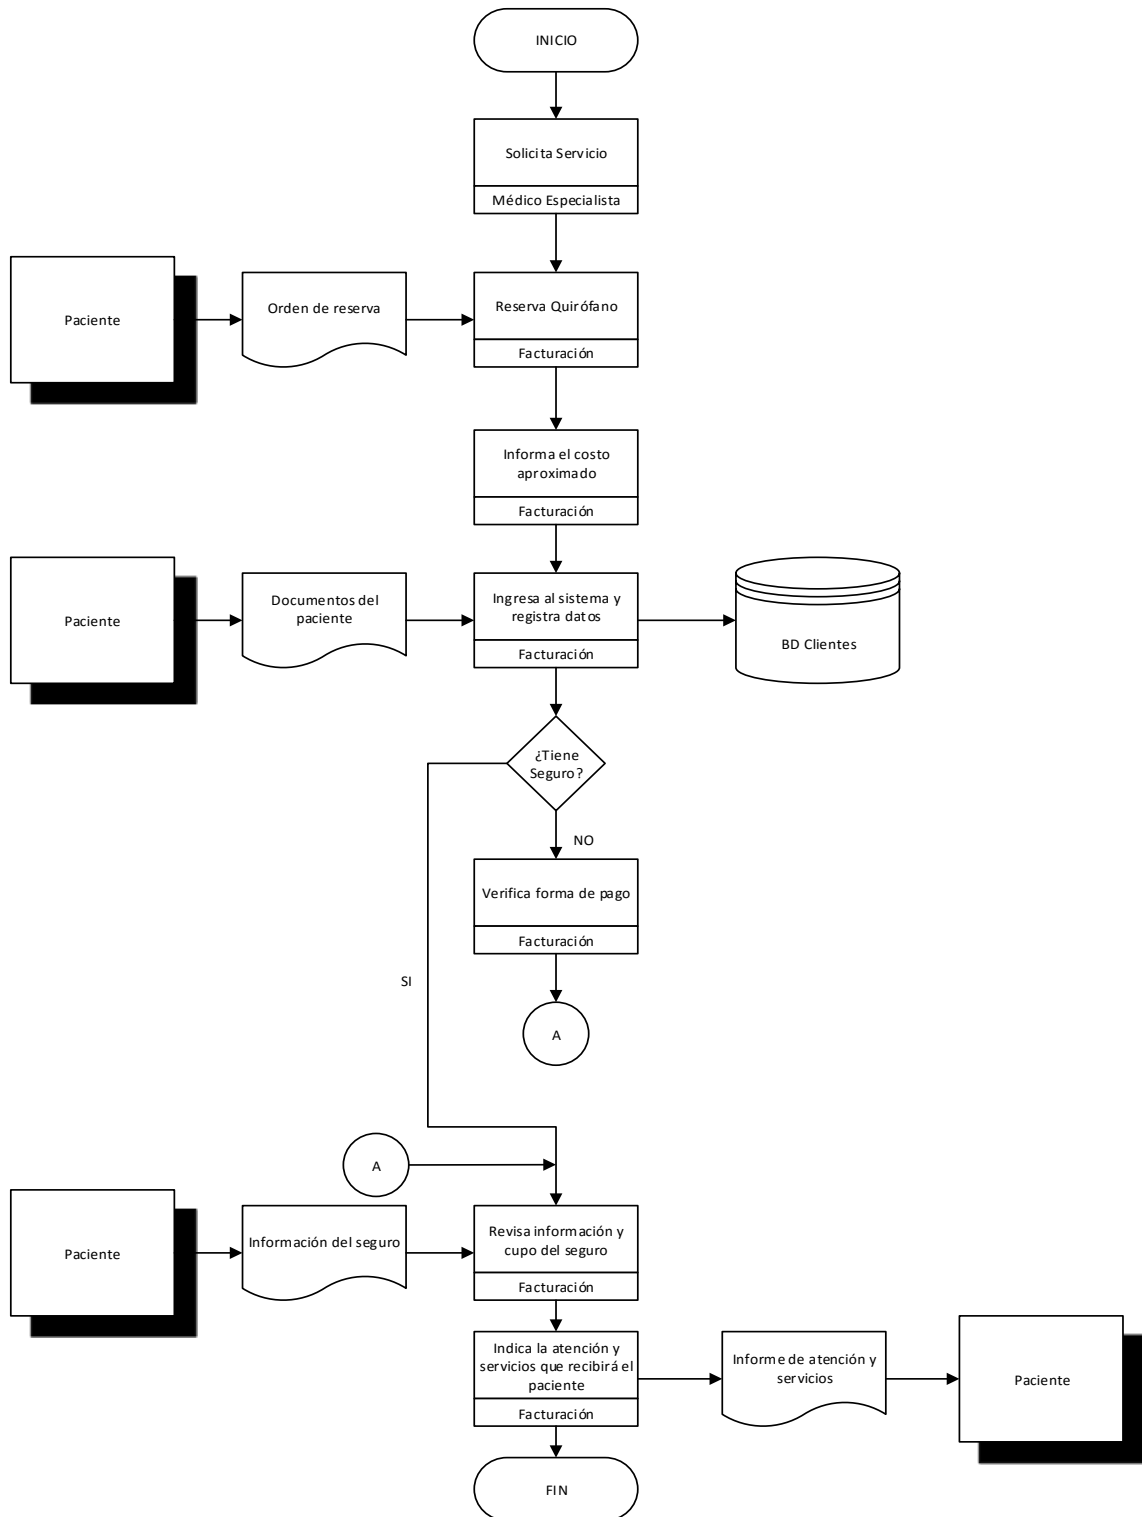 INICIO
Solicita Servicio
Médico Especialista
Paciente
Orden de reserva
Reserva Quirófano
Facturación
Informa el costo
aproximado
Facturación
Paciente
Documentos del
paciente
Ingresa al sistema y
registra datos
Facturación
BD Clientes
¿Tiene
Seguro?
NO
Verifica forma de pago
Facturación
SI
A
A
Paciente
Información del seguro
Revisa información y
cupo del seguro
Facturación
Indica la atención y
servicios que recibirá el
paciente
Facturación
Informe de atención y
servicios
Paciente
FIN